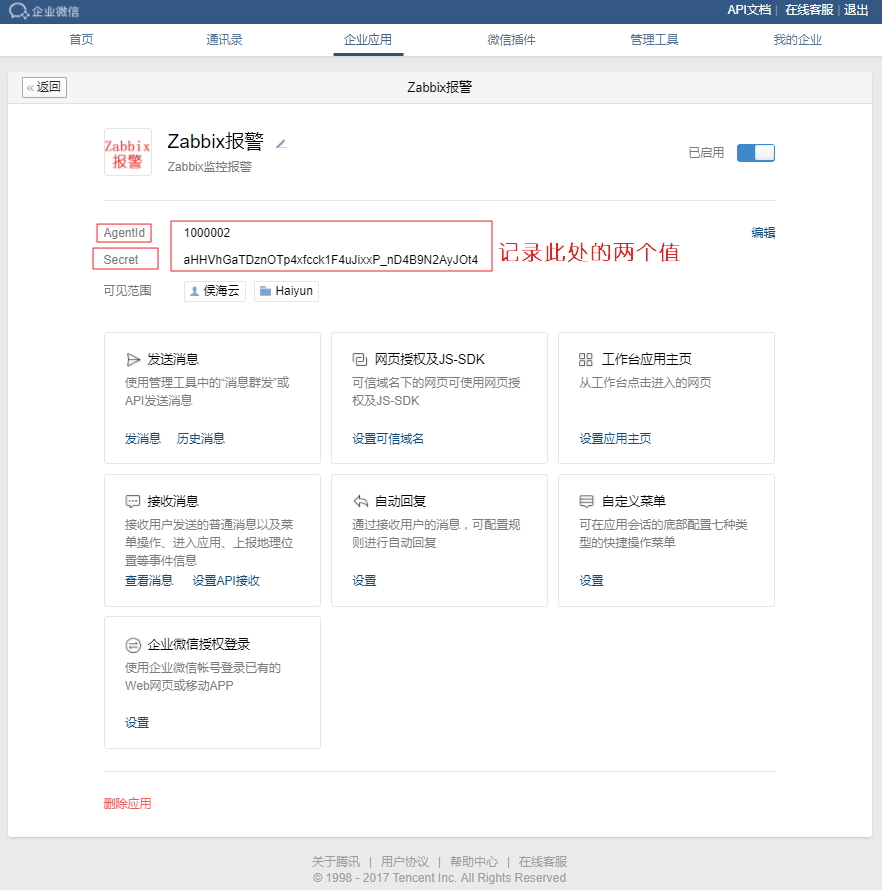 企业微信
API文档 | 在线客服 | 退出
首页 通讯录 企业应用 微信插件 管理工具 我的企业
« 返回 Zabbix报警
Zabbix
报警
Zabbix报警
Zabbix监控报警
已启用
AgentId 1000002 编辑
Secret aHHVhGaTDznOTp4xfcck1F4uJixxP_nD4B9N2AyJOt4
记录此处的两个值
可见范围 侯海云 Haiyun
发送消息
使用管理工具中的“消息群发”或
API发送消息
发消息 历史消息
网页授权及JS-SDK
可信域名下的网页可使用网页授
权及JS-SDK
设置可信域名
工作台应用主页
从工作台点击进入的网页
设置应用主页
接收消息
接收用户发送的普通消息以及菜
单操作、进入应用、上报地理位
置等事件信息
查看消息 设置API接收
自动回复
通过接收用户的消息，可配置规
则进行自动回复
设置
自定义菜单
可在应用会话的底部配置七种类
型的快捷操作菜单
设置
企业微信授权登录
使用企业微信帐号登录已有的
Web网页或移动APP
设置
删除应用
关于腾讯 | 用户协议 | 帮助中心 | 在线客服
© 1998 - 2017 Tencent Inc. All Rights Reserved